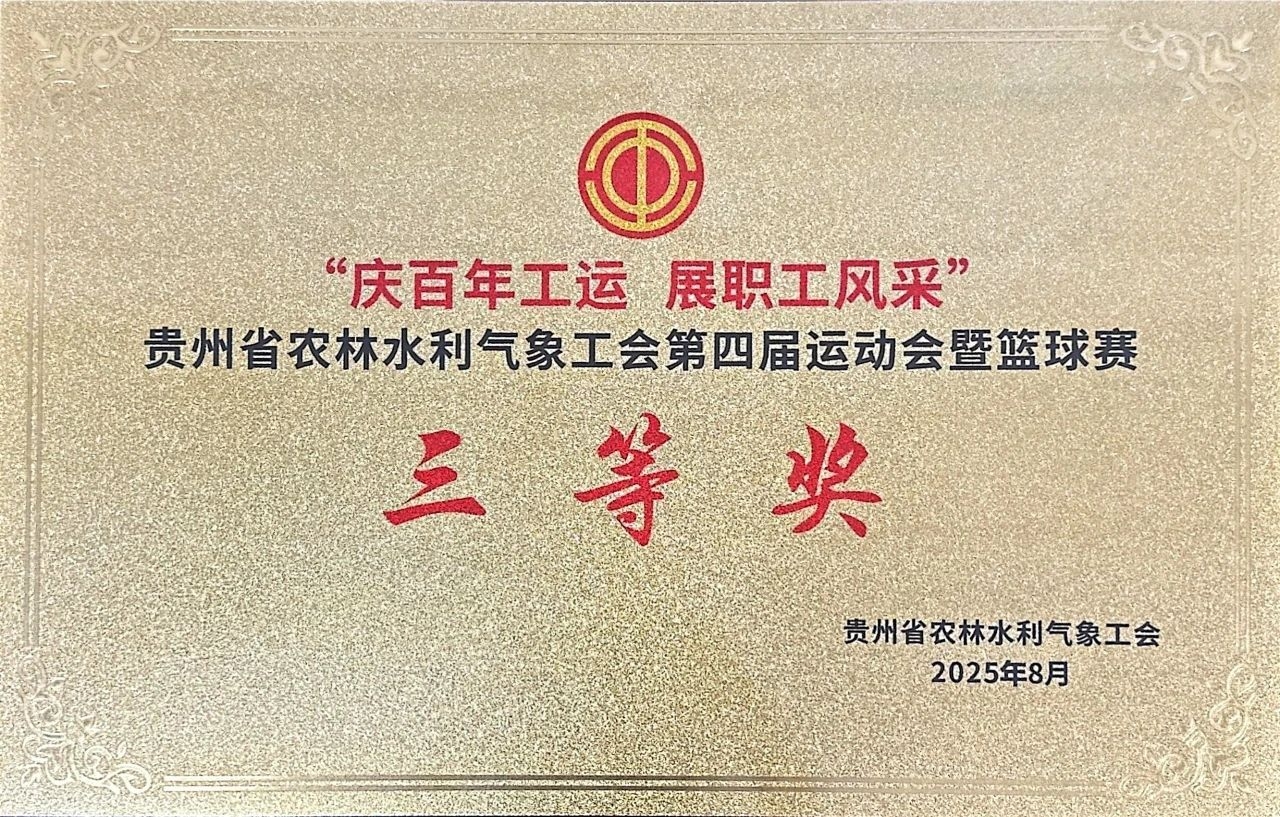 “庆百年工运 展职工风采”
贵州省农林水利气象工会第四届运动会暨篮球赛
三等奖
贵州省农林水利气象工会
2025年8月